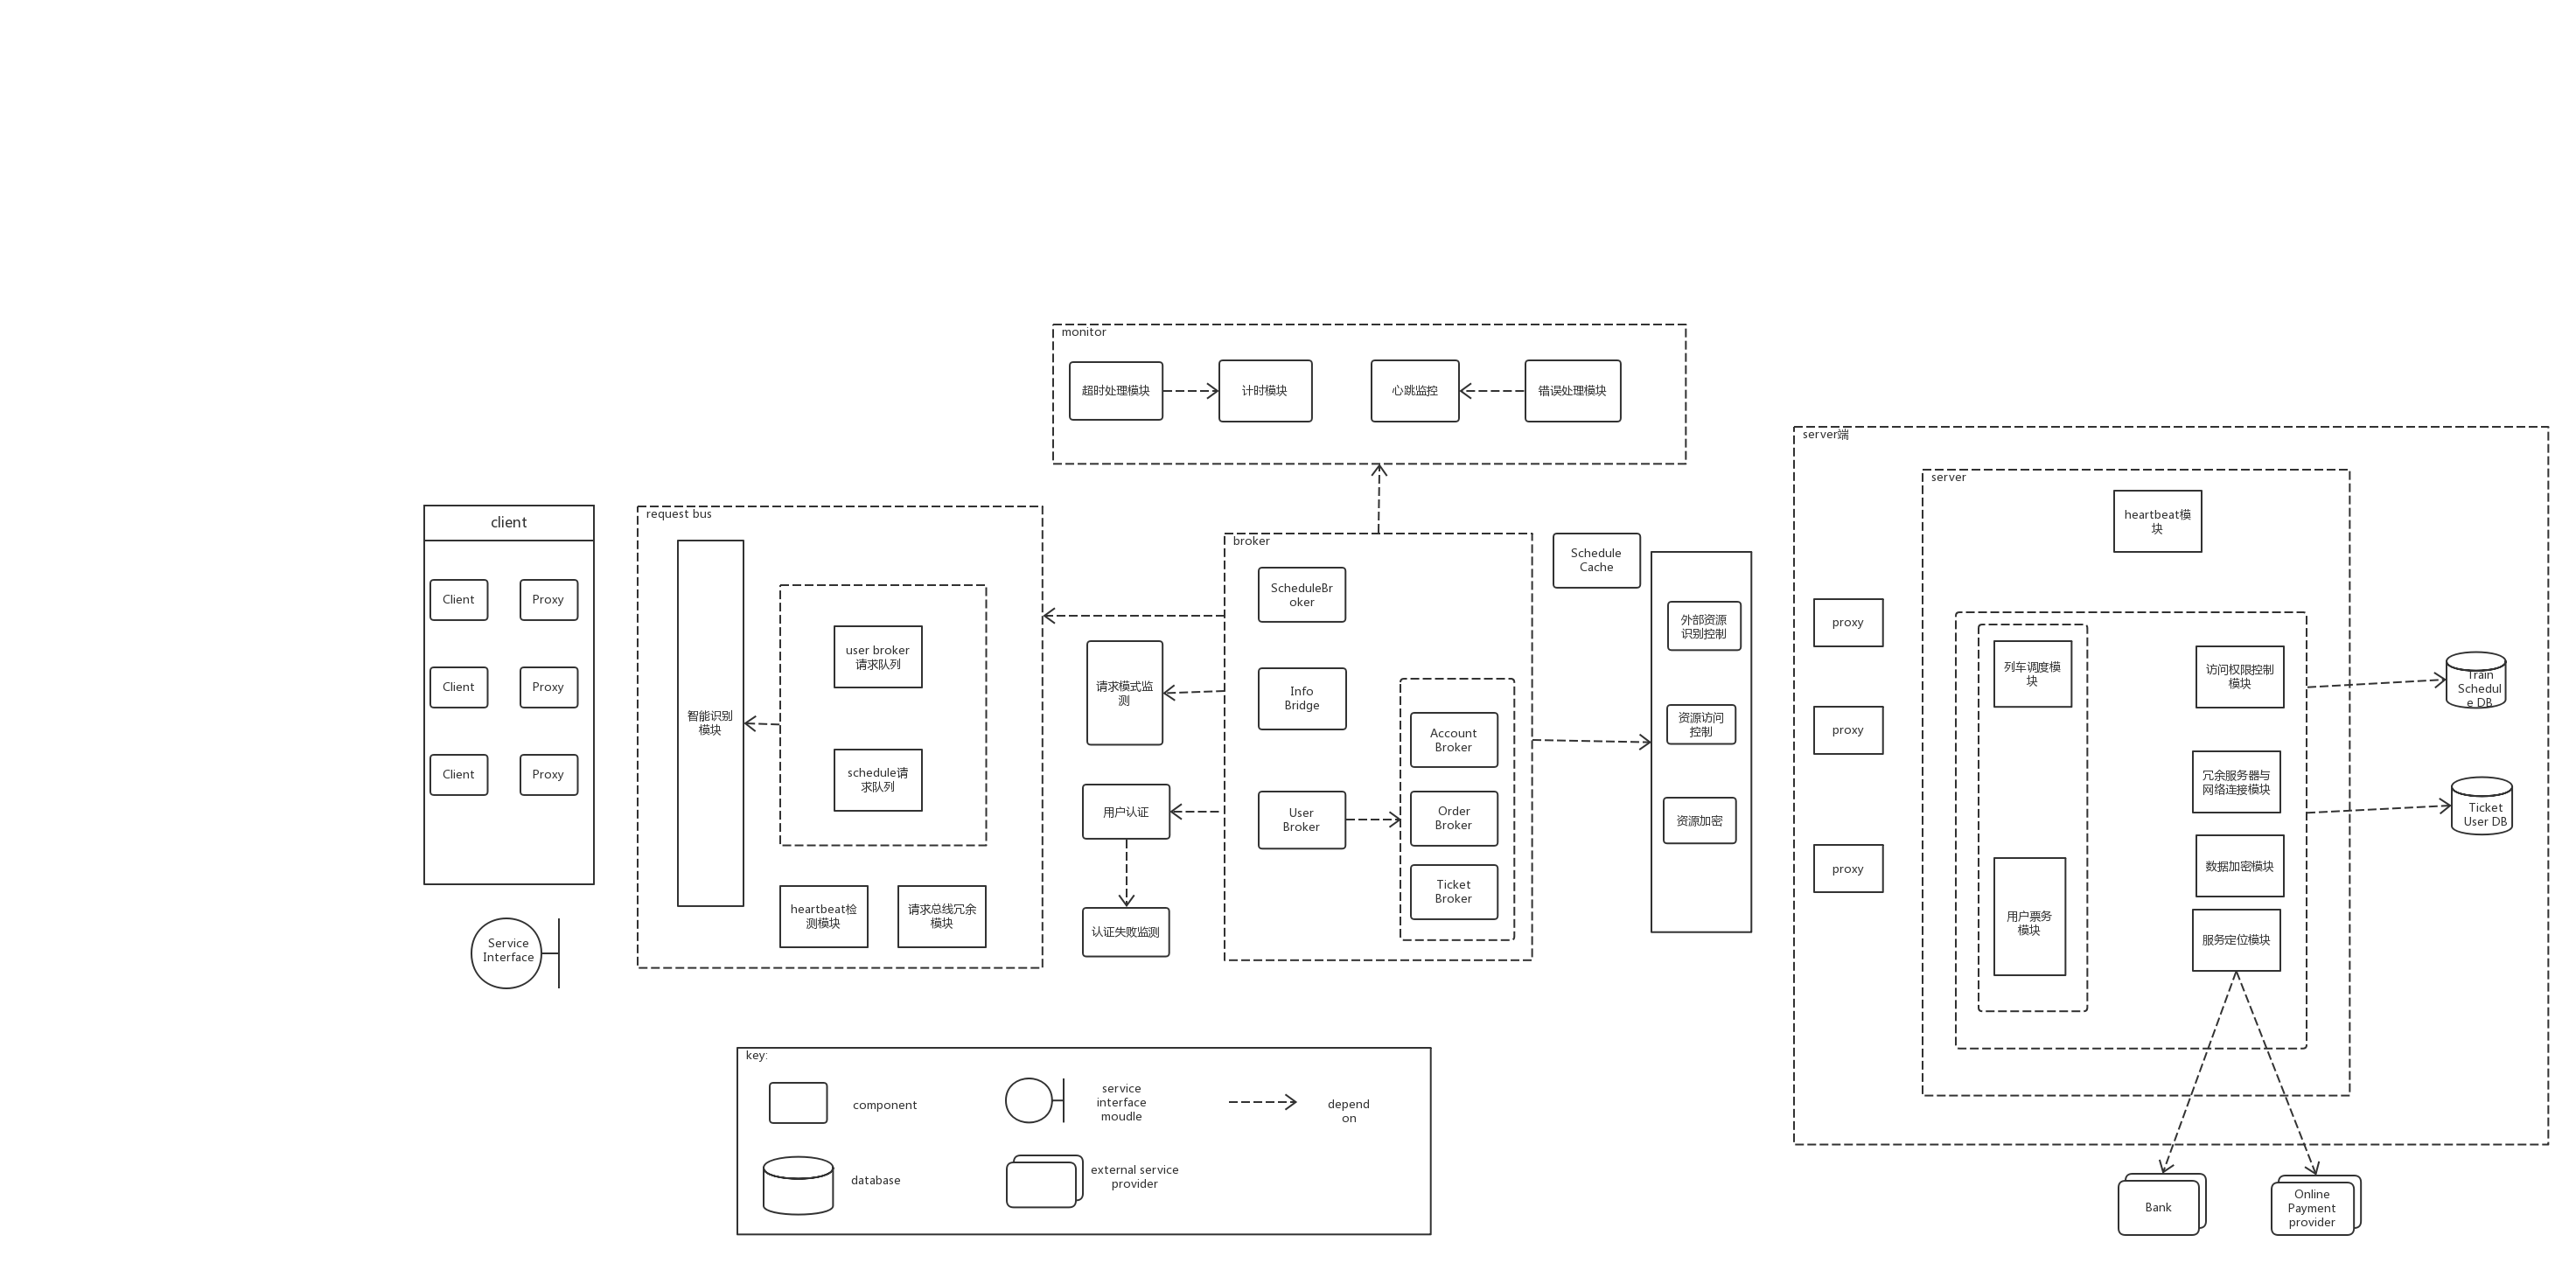 monitor
超时处理模块
计时模块
心跳监控
错误处理模块
client
Client
Proxy
Client
Proxy
Client
Proxy
Service
Interface
request bus
智能识别
模块
user broker
请求队列
schedule请
求队列
heartbeat检
测模块
请求总线冗余
模块
请求模式监
测
用户认证
认证失败监测
broker
ScheduleBr
oker
Info
Bridge
User
Broker
Account
Broker
Order
Broker
Ticket
Broker
Schedule
Cache
外部资源
识别控制
资源访问
控制
资源加密
server端
proxy
proxy
proxy
server
heartbeat模
块
列车调度模
块
用户票务
模块
访问权限控制
模块
冗余服务器与
网络连接模块
数据加密模块
服务定位模块
Train
Schedul
e DB
Ticket
User DB
Bank
Online
Payment
provider
key:
component
service
interface
moudle
depend
on
database
external service
provider